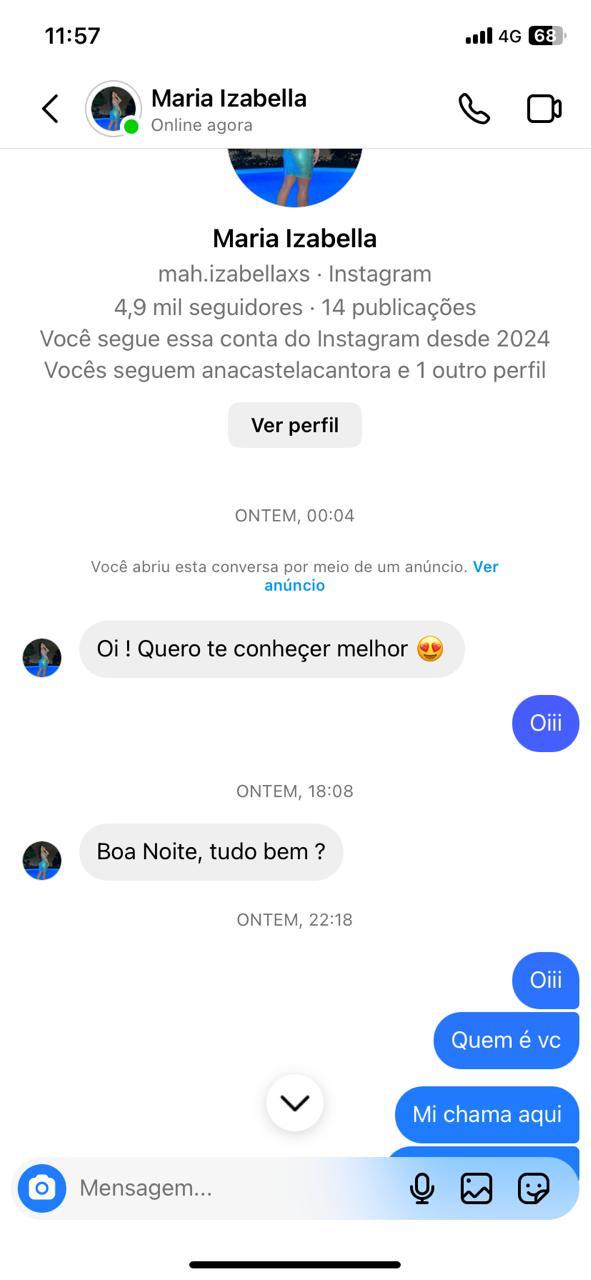 11:57
4G 68
Maria Izabella
Online agora
Maria Izabella
mah.izabellaxs · Instagram
4,9 mil seguidores · 14 publicações
Você segue essa conta do Instagram desde 2024
Vocês seguem anacastelacantora e 1 outro perfil
Ver perfil
ONTEM, 00:04
Você abriu esta conversa por meio de um anúncio. Ver
anúncio
Oi ! Quero te conheçer melhor 😍
Oiii
ONTEM, 18:08
Boa Noite, tudo bem ?
ONTEM, 22:18
Oiii
Quem é vc
Mi chama aqui
Mensagem...